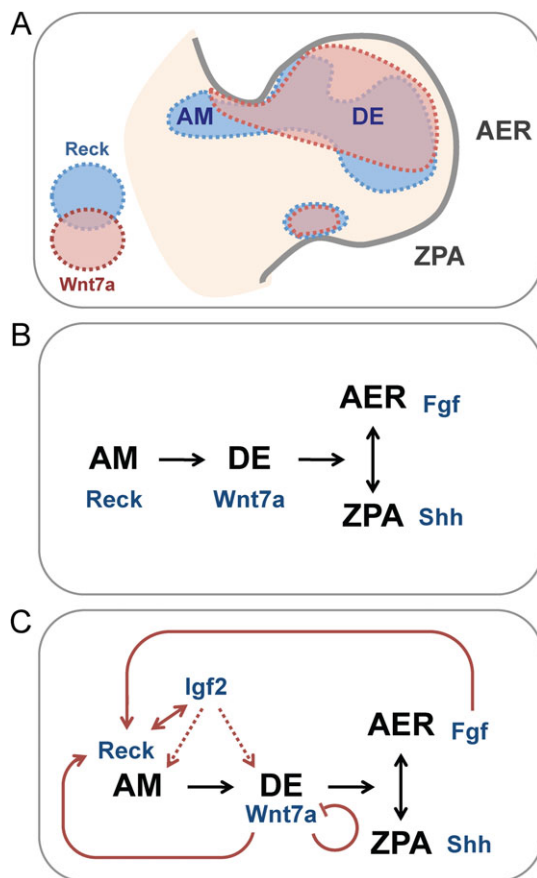 A
AM
DE
AER
Reck
Wnt7a
ZPA
B
AER Fgf
AM DE
Reck Wnt7a
ZPA Shh
C
Igf2
AER Fgf
Reck
AM DE
Wnt7a
ZPA Shh